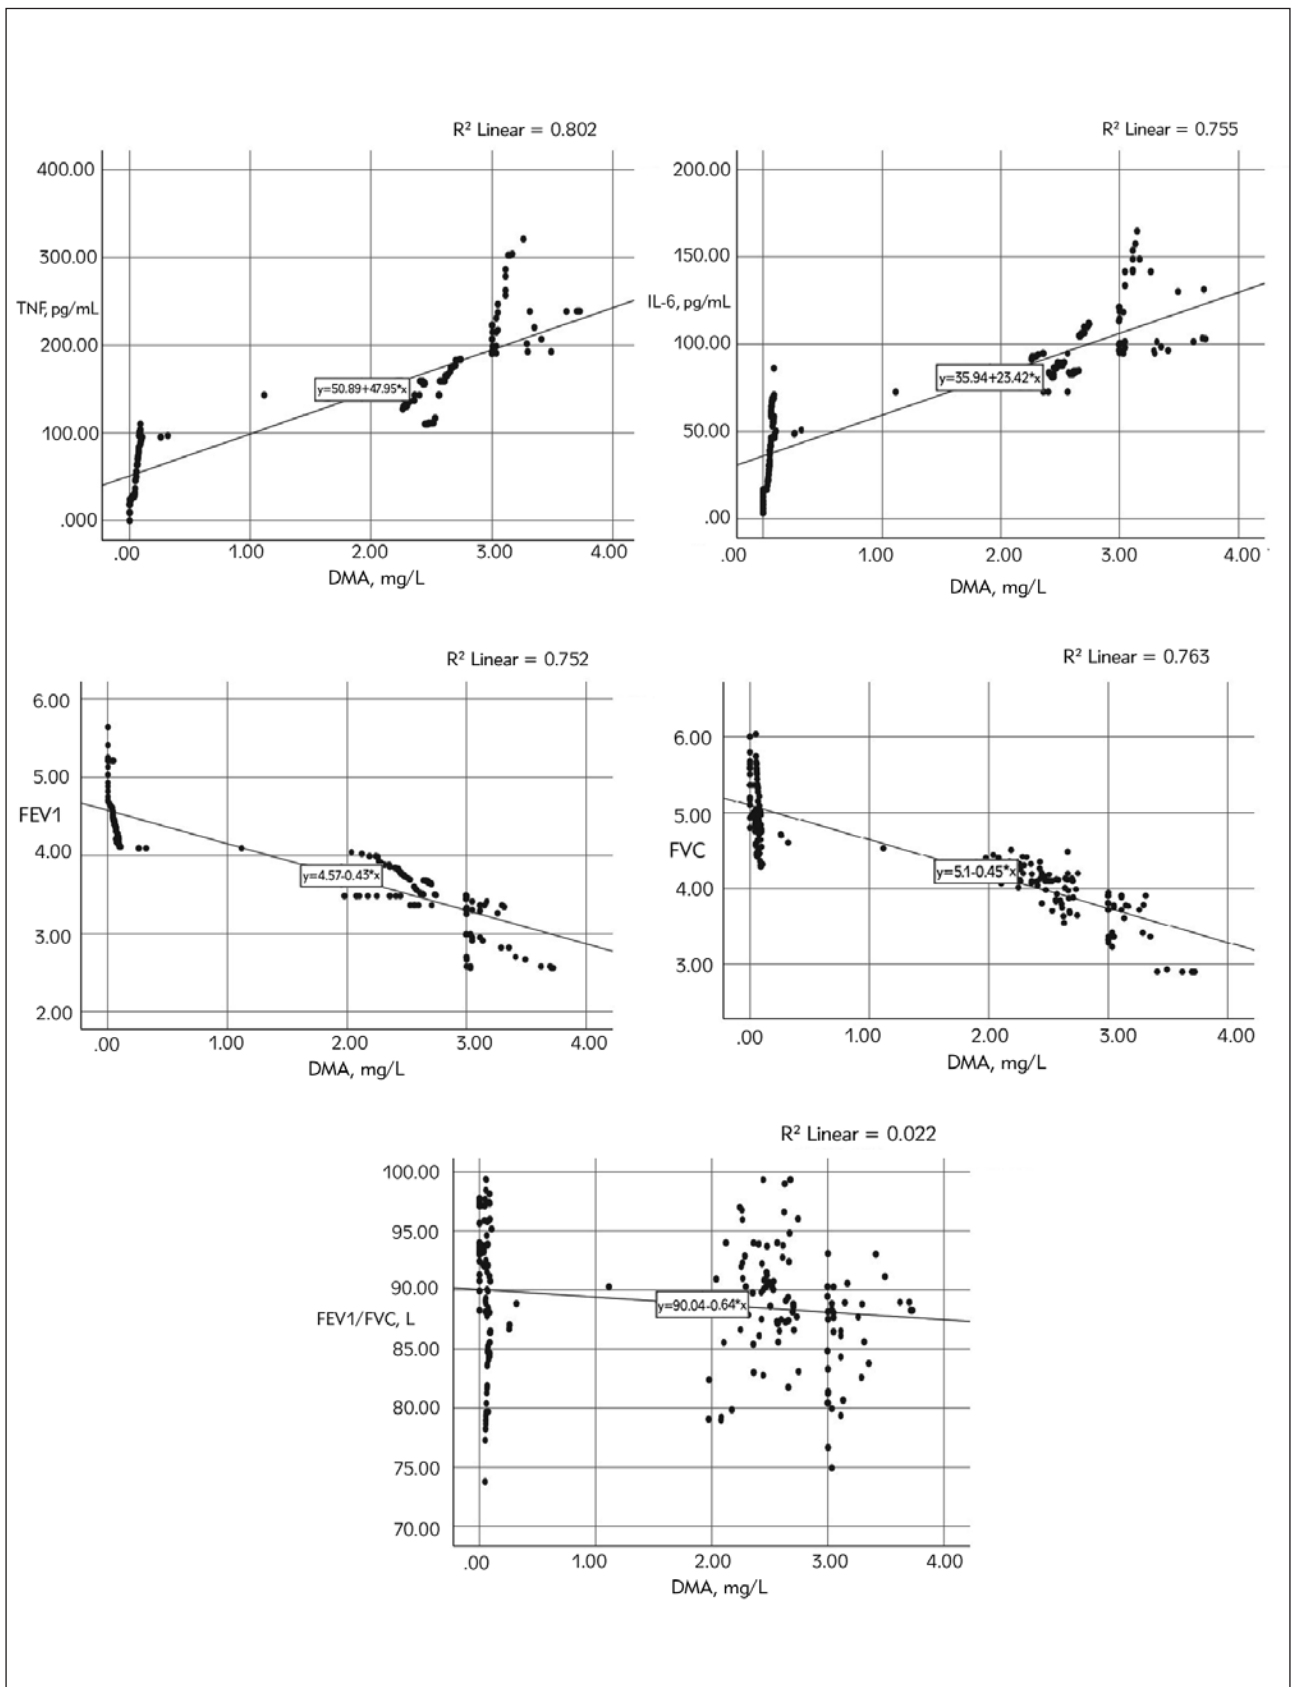 R² Linear = 0.802
400.00
300.00
TNF, pg/mL
200.00
y=50.89+47.95*x
100.00
.000
.00 1.00 2.00 3.00 4.00
DMA, mg/L
R² Linear = 0.755
200.00
150.00
IL-6, pg/mL
100.00
y=35.94+23.42*x
50.00
.00
.00 1.00 2.00 3.00 4.00
DMA, mg/L
R² Linear = 0.752
6.00
5.00
FEV1
4.00
y=4.57-0.43*x
3.00
2.00
.00 1.00 2.00 3.00 4.00
DMA, mg/L
R² Linear = 0.763
6.00
5.00
FVC
4.00
y=5.1-0.45*x
3.00
.00 1.00 2.00 3.00 4.00
DMA, mg/L
R² Linear = 0.022
100.00
95.00
90.00
FEV1/FVC, L
y=90.04-0.64*x
85.00
80.00
75.00
70.00
.00 1.00 2.00 3.00 4.00
DMA, mg/L